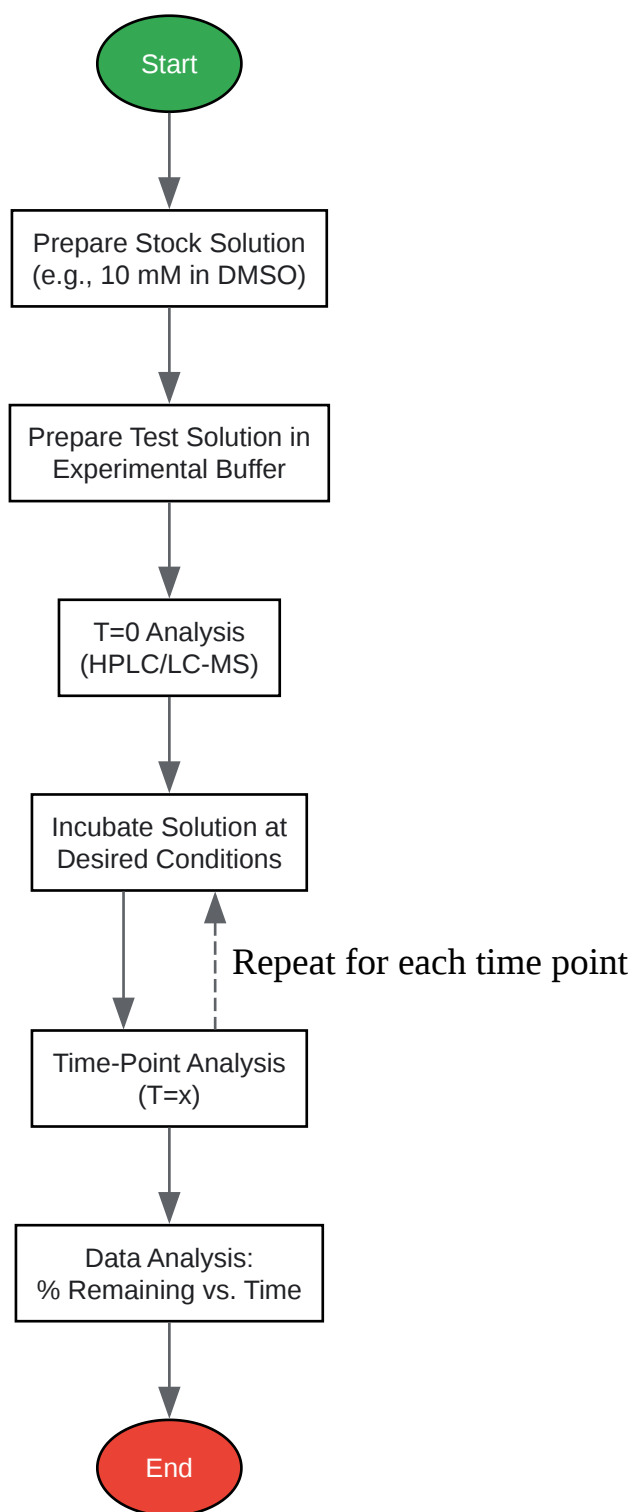 Start
Prepare Stock Solution
(e.g., 10 mM in DMSO)
Prepare Test Solution in
Experimental Buffer
T=0 Analysis
(HPLC/LC-MS)
Incubate Solution at
Desired Conditions
Repeat for each time point
Time-Point Analysis
(T=x)
Data Analysis:
% Remaining vs. Time
End